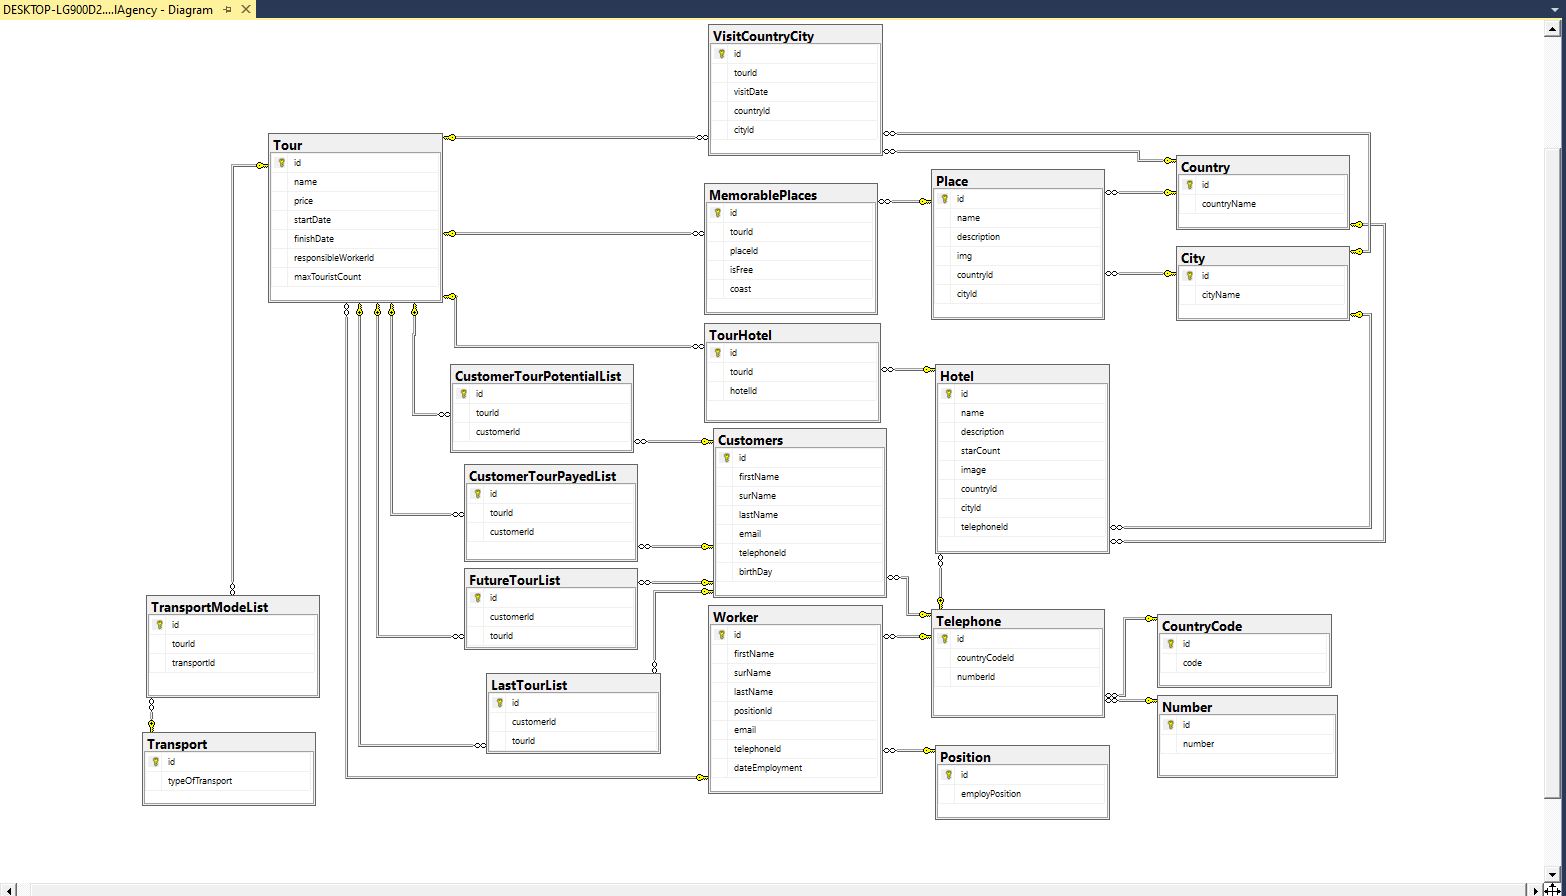 DESKTOP-LG900D2....lAgency - Diagram
VisitCountryCity
id
tourId
visitDate
countryId
cityId
Tour
id
name
price
startDate
finishDate
responsibleWorkerId
maxTouristCount
MemorablePlaces
id
tourId
placeId
isFree
coast
Place
id
name
description
img
countryId
cityId
Country
id
countryName
City
id
cityName
TourHotel
id
tourId
hotelId
CustomerTourPotentialList
id
tourId
customerId
Hotel
id
name
description
starCount
image
countryId
cityId
telephoneId
Customers
id
firstName
surName
lastName
email
telephoneId
birthDay
CustomerTourPayedList
id
tourId
customerId
FutureTourList
id
customerId
tourId
TransportModeList
id
tourId
transportId
Worker
id
firstName
surName
lastName
positionId
email
telephoneId
dateEmployment
Telephone
id
countryCodeId
numberId
CountryCode
id
code
LastTourList
id
customerId
tourId
Number
id
number
Transport
id
typeOfTransport
Position
id
employPosition